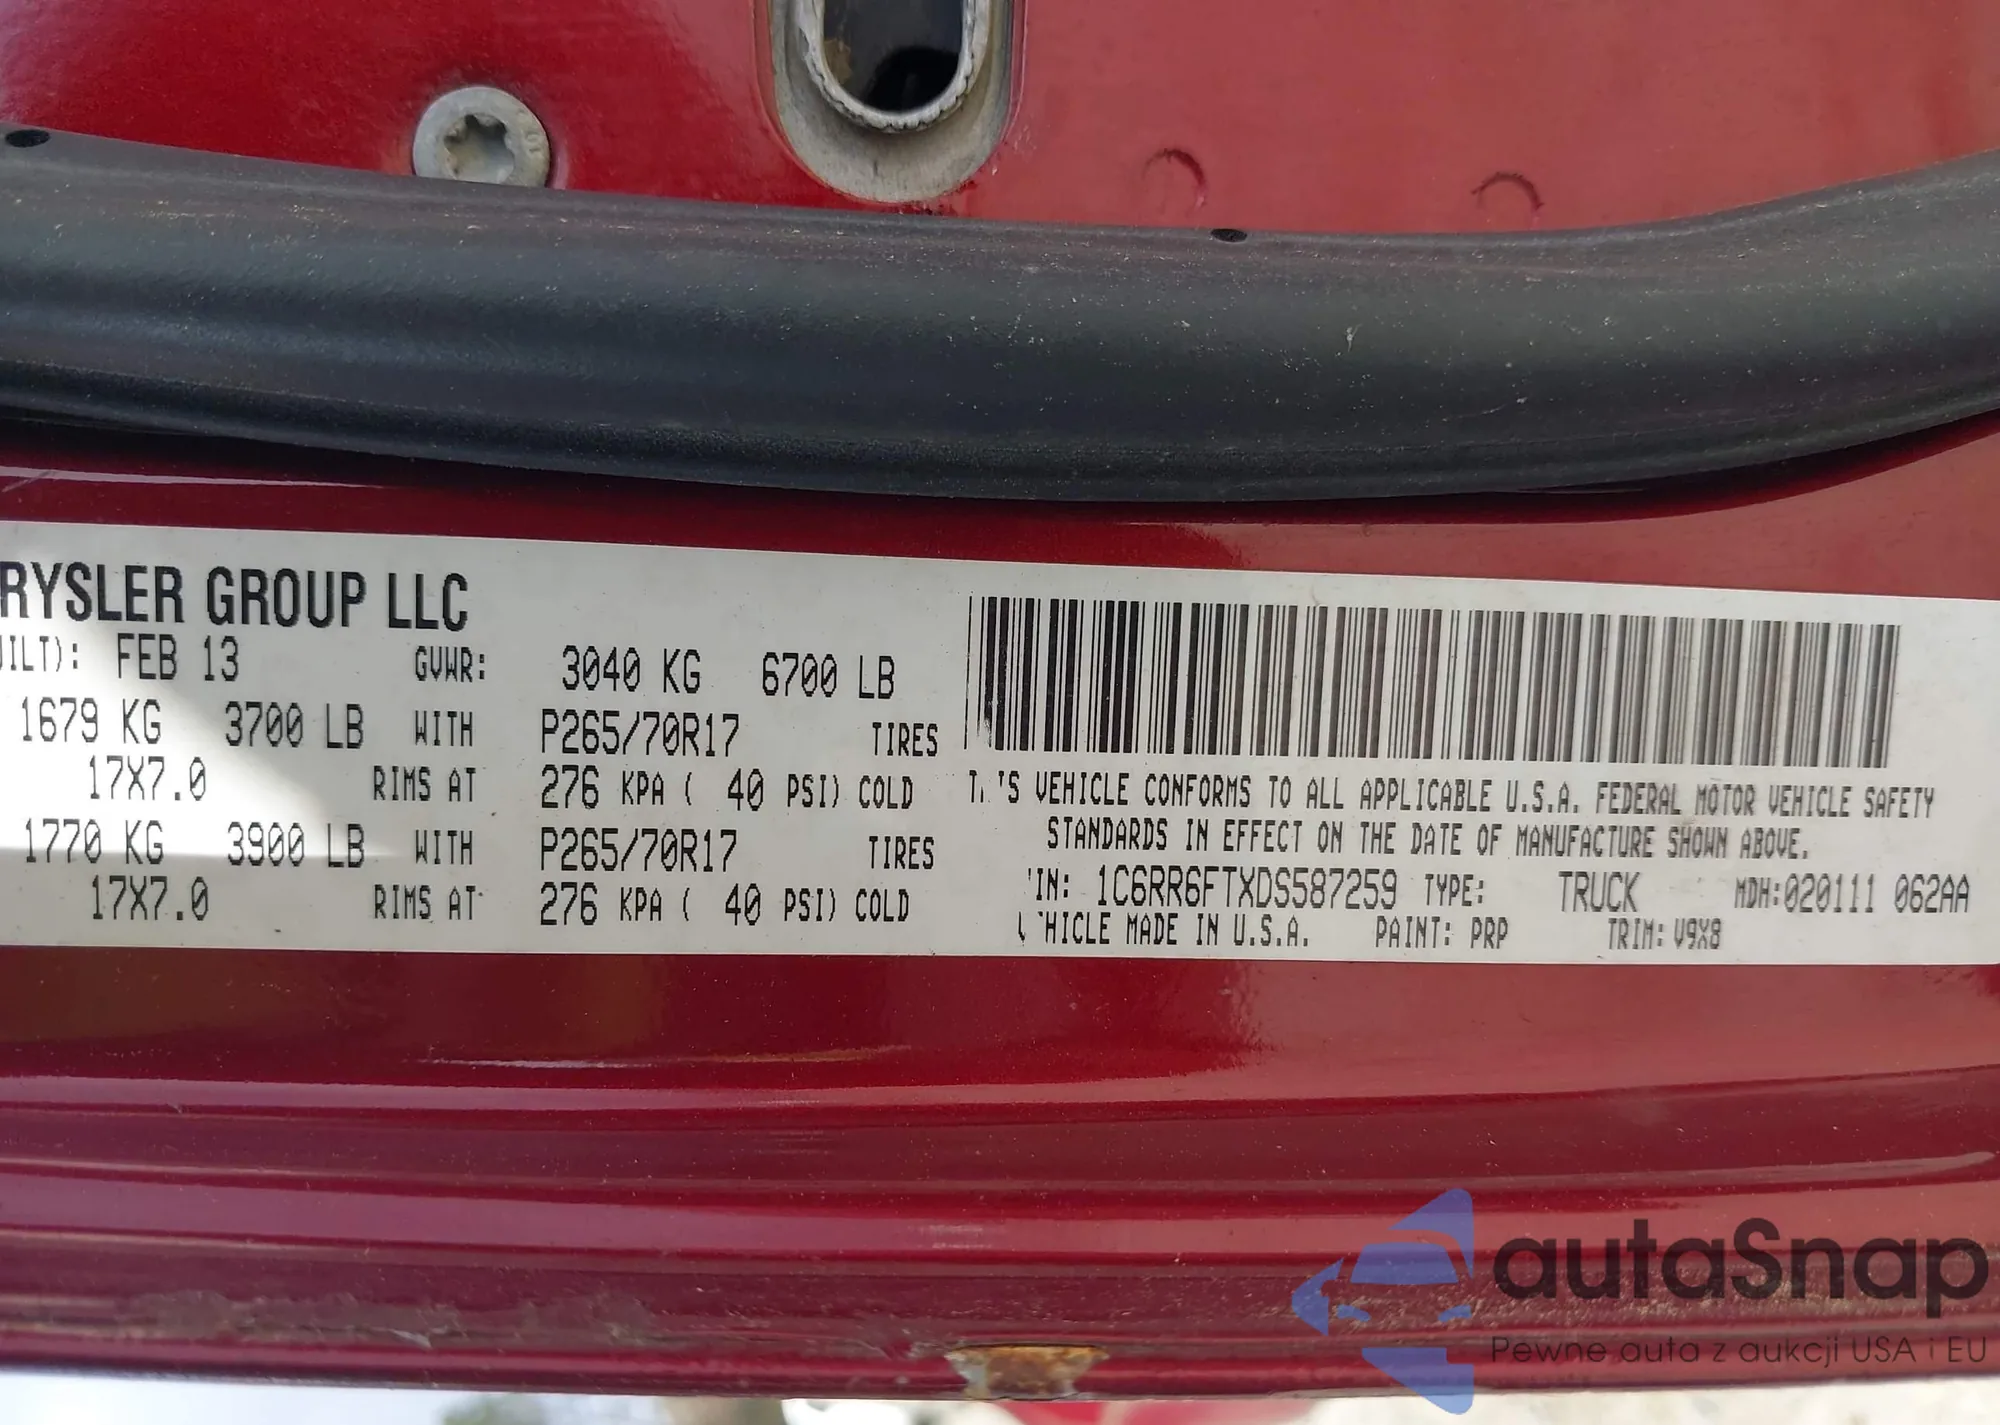 RYSLER GROUP LLC
UILT): FEB 13 GVWR: 3040 KG 6700 LB
1679 KG 3700 LB WITH P265/70R17 TIRES
17X7.0 RIMS AT 276 KPA ( 40 PSI) COLD
1770 KG 3900 LB WITH P265/70R17 TIRES
17X7.0 RIMS AT 276 KPA ( 40 PSI) COLD
T..'S VEHICLE CONFORMS TO ALL APPLICABLE U.S.A. FEDERAL MOTOR VEHICLE SAFETY
STANDARDS IN EFFECT ON THE DATE OF MANUFACTURE SHOWN ABOVE.
IN: 1C6RR6FTXDS587259 TYPE: TRUCK MDH:020111 062AA
HICLE MADE IN U.S.A. PAINT: PRP TRIM: V9X8
autaSnap
Pewne auta z aukcji USA i EU